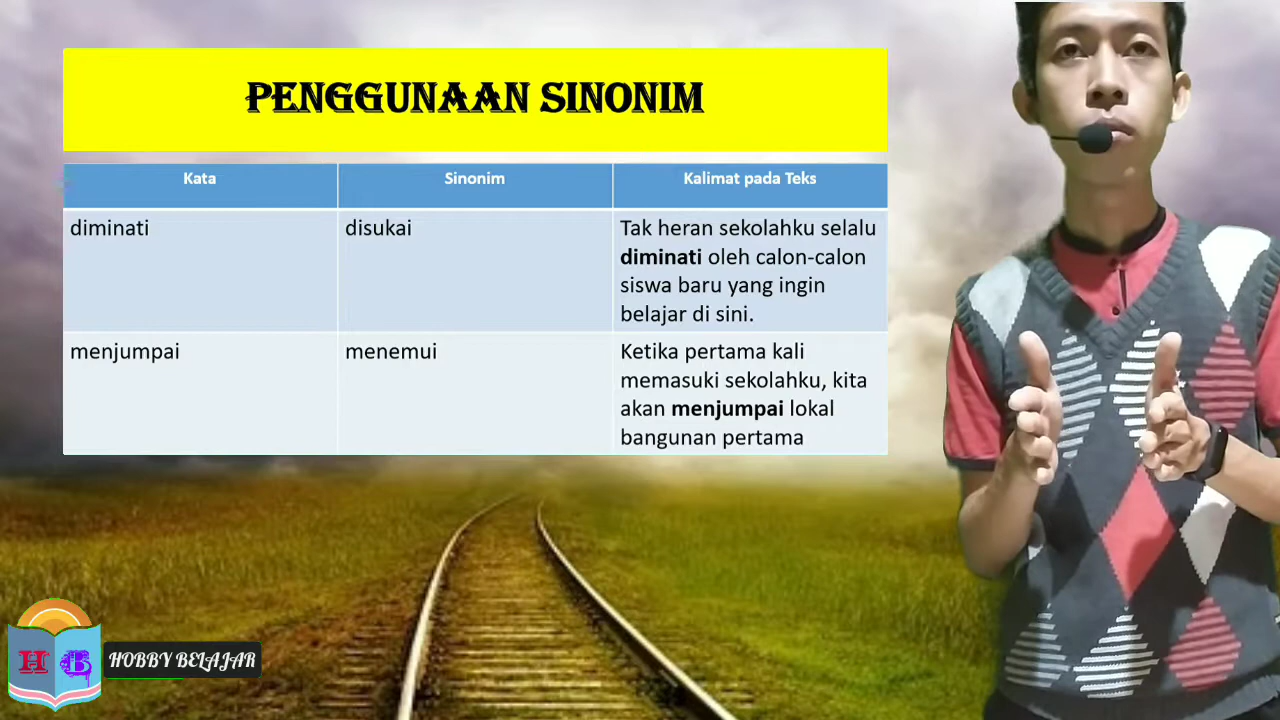 PENGGUNAAN SINONIM
Kata
Sinonim
Kalimat pada Teks
diminati
disukai
Tak heran sekolahku selalu
diminati oleh calon-calon
siswa baru yang ingin
belajar di sini.
menjumpai
menemui
Ketika pertama kali
memasuki sekolahku, kita
akan menjumpai lokal
bangunan pertama
H B
HOBBY BELAJAR